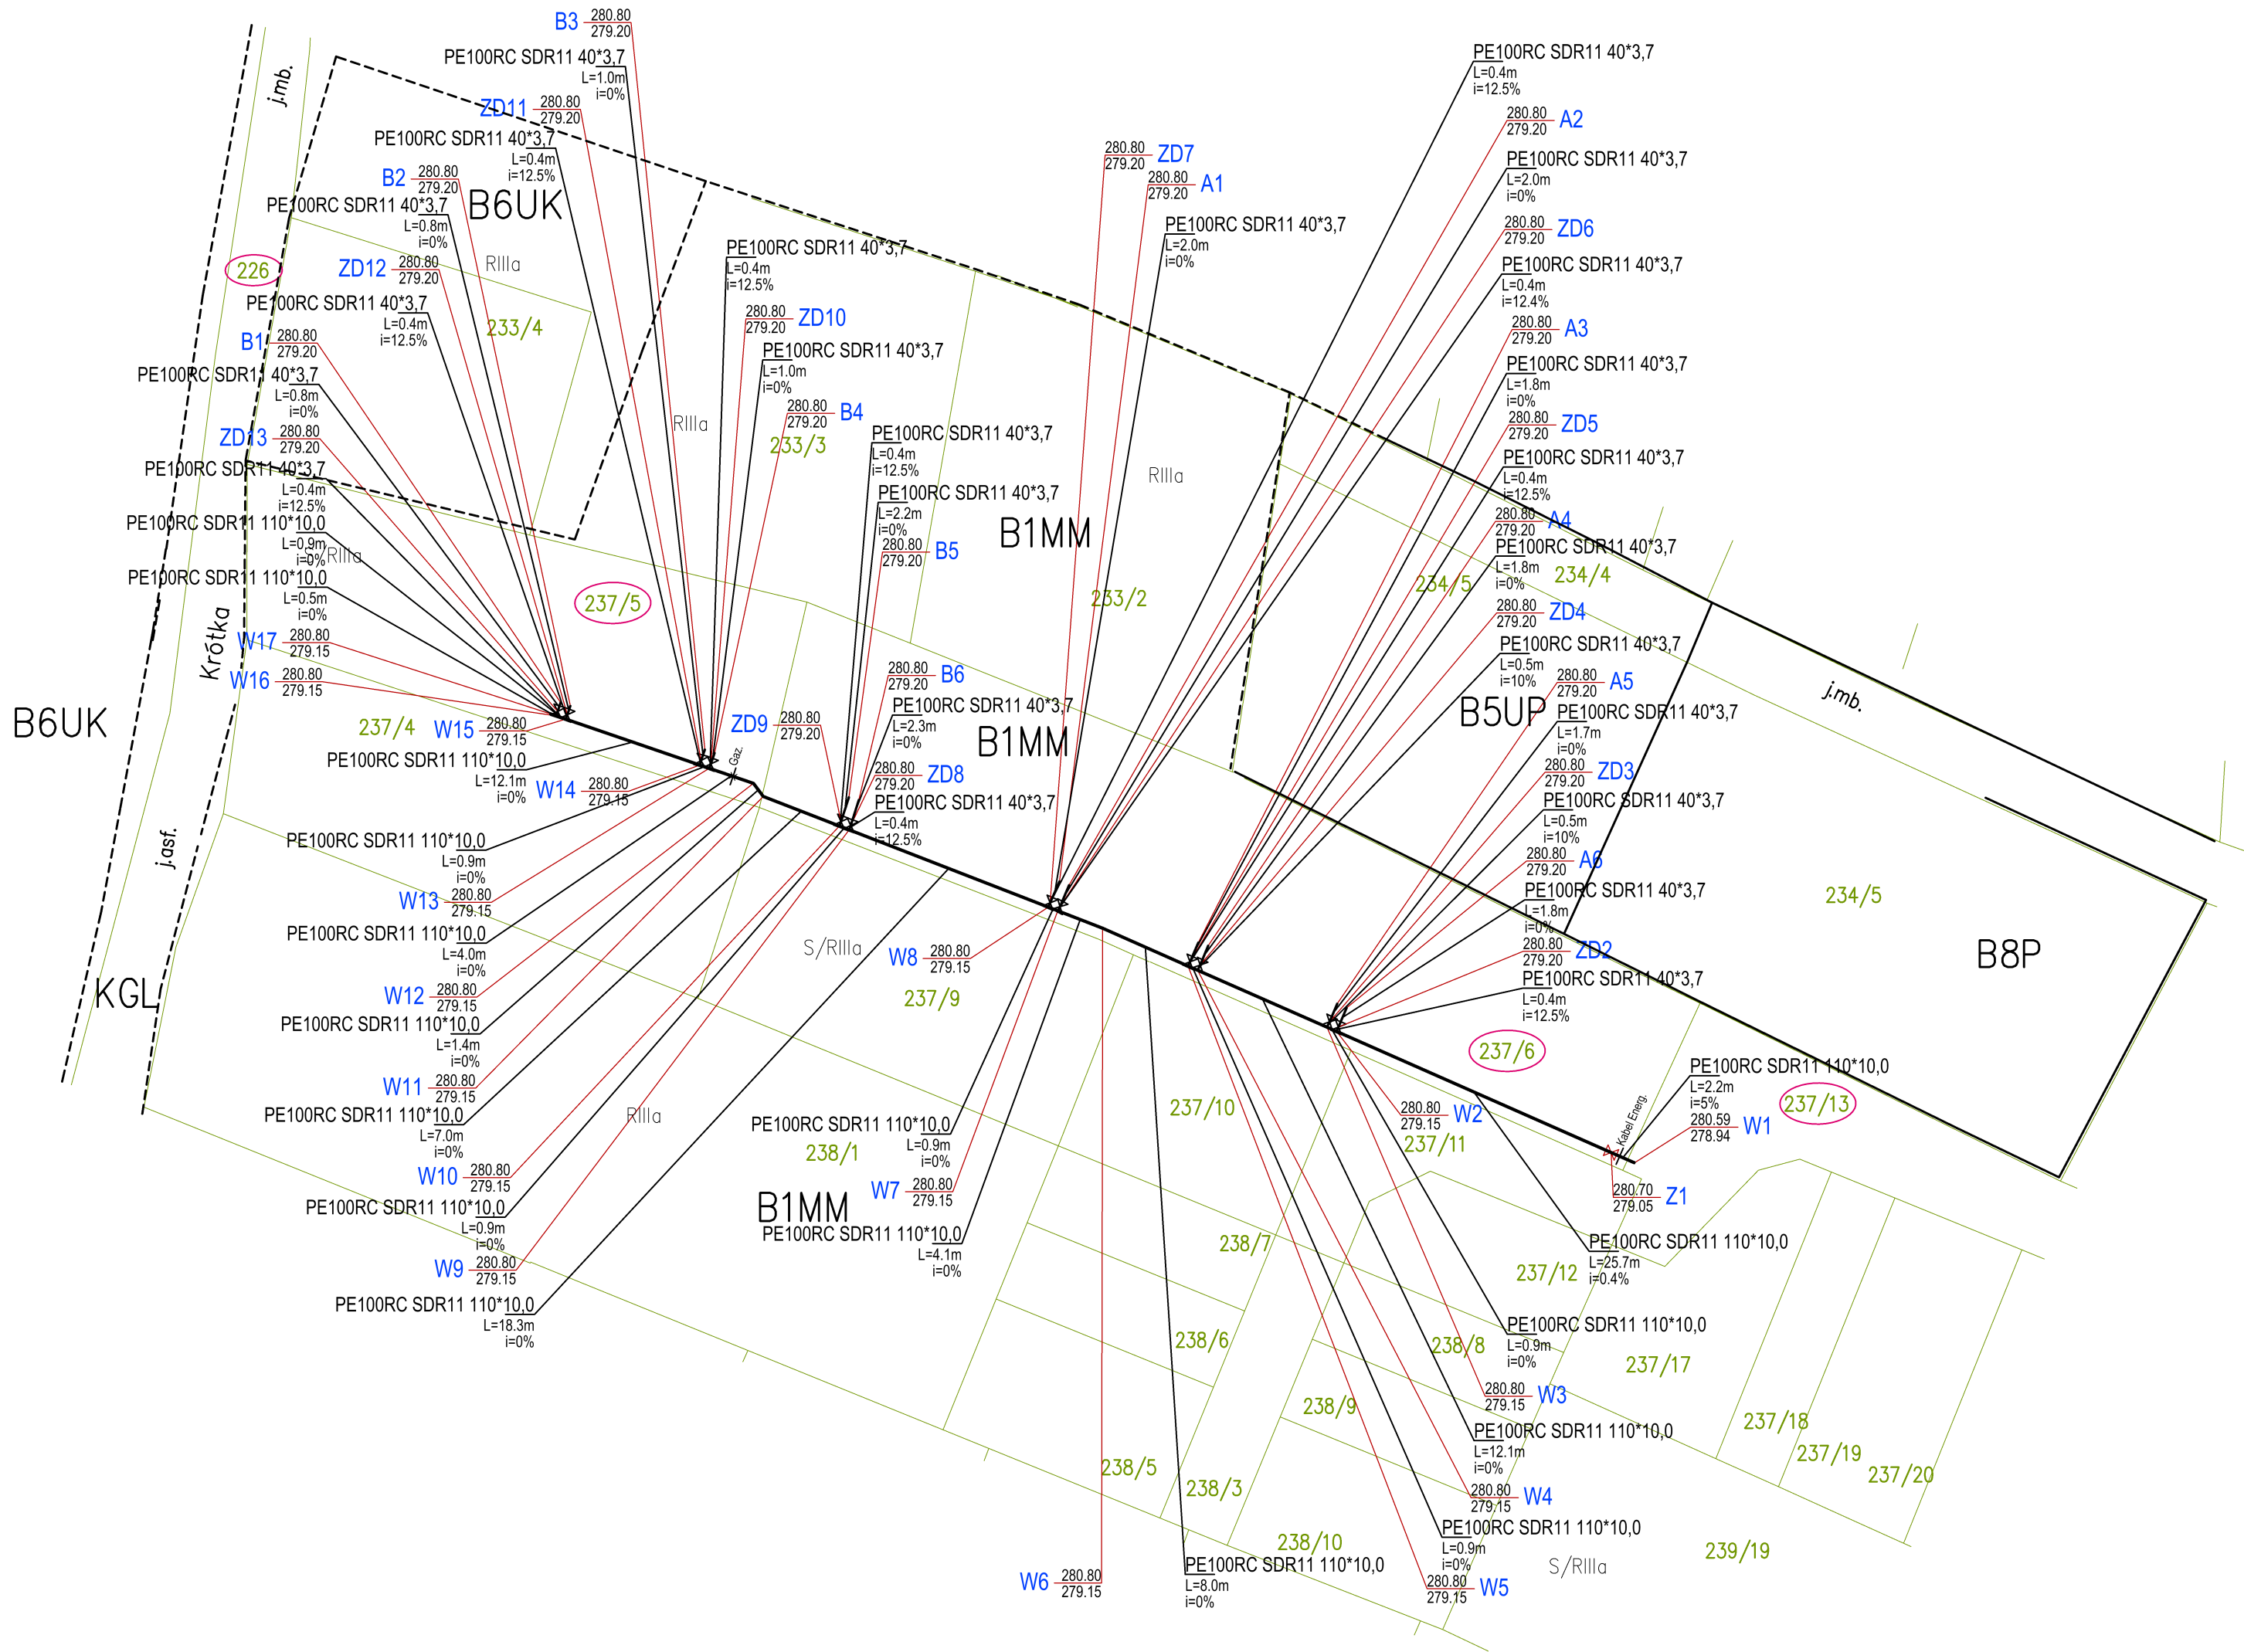 B3
280.80
279.20
PE100RC SDR11 40*3,7
L=1.0m
i=0%
ZD11
280.80
279.20
PE100RC SDR11 40*3,7
L=0.4m
i=12.5%
B2
280.80
279.20
B6UK
PE100RC SDR11 40*3,7
L=0.8m
i=0%
ZD12
280.80
279.20
RIIIa
PE100RC SDR11 40*3,7
L=0.4m
i=12.5%
233/4
B1
280.80
279.20
PE100RC SDR11 40*3,7
L=0.8m
i=0%
ZD13
280.80
279.20
PE100RC SDR11 40*3,7
L=0.4m
i=12.5%
PE100RC SDR11 110*10,0
L=0.9m
i=0%
S/RIIIa
PE100RC SDR11 110*10,0
L=0.5m
i=0%
W17
280.80
279.15
W16
280.80
279.15
j.mb.
226
Krótka
j.asf.
B6UK
KGL
237/5
237/4
W15
280.80
279.15
PE100RC SDR11 110*10,0
L=12.1m
i=0%
W14
280.80
279.15
PE100RC SDR11 110*10,0
L=0.9m
i=0%
W13
280.80
279.15
PE100RC SDR11 110*10,0
L=4.0m
i=0%
W12
280.80
279.15
PE100RC SDR11 110*10,0
L=1.4m
i=0%
W11
280.80
279.15
PE100RC SDR11 110*10,0
L=7.0m
i=0%
W10
280.80
279.15
PE100RC SDR11 110*10,0
L=0.9m
i=0%
W9
280.80
279.15
PE100RC SDR11 110*10,0
L=18.3m
i=0%
RIIIa
PE100RC SDR11 40*3,7
L=0.4m
i=12.5%
280.80
279.20
ZD10
PE100RC SDR11 40*3,7
L=1.0m
i=0%
280.80
279.20
B4
RIIIa
233/3
PE100RC SDR11 40*3,7
L=0.4m
i=12.5%
PE100RC SDR11 40*3,7
L=2.2m
i=0%
280.80
279.20
B5
280.80
279.20
B6
PE100RC SDR11 40*3,7
L=2.3m
i=0%
ZD9
280.80
279.20
280.80
279.20
ZD8
PE100RC SDR11 40*3,7
L=0.4m
i=12.5%
Gaz.
B1MM
B1MM
RIIIa
233/2
280.80
279.20
ZD7
280.80
279.20
A1
PE100RC SDR11 40*3,7
L=2.0m
i=0%
PE100RC SDR11 40*3,7
L=0.4m
i=12.5%
280.80
279.20
A2
PE100RC SDR11 40*3,7
L=2.0m
i=0%
280.80
279.20
ZD6
PE100RC SDR11 40*3,7
L=0.4m
i=12.4%
280.80
279.20
A3
PE100RC SDR11 40*3,7
L=1.8m
i=0%
280.80
279.20
ZD5
PE100RC SDR11 40*3,7
L=0.4m
i=12.5%
280.80
279.20
A4
PE100RC SDR11 40*3,7
L=1.8m
i=0%
234/5
234/4
280.80
279.20
ZD4
PE100RC SDR11 40*3,7
L=0.5m
i=10%
280.80
279.20
A5
B5UP
PE100RC SDR11 40*3,7
L=1.7m
i=0%
280.80
279.20
ZD3
PE100RC SDR11 40*3,7
L=0.5m
i=10%
280.80
279.20
A6
PE100RC SDR11 40*3,7
L=1.8m
i=0%
280.80
279.20
ZD2
PE100RC SDR11 40*3,7
L=0.4m
i=12.5%
j.mb.
234/5
B8P
237/6
PE100RC SDR11 110*10,0
L=2.2m
i=5%
237/13
Kabel Energ.
280.59
278.94
W1
280.70
279.05
Z1
S/RIIIa
237/9
W8
280.80
279.15
PE100RC SDR11 110*10,0
L=0.9m
i=0%
238/1
W7
280.80
279.15
B1MM
PE100RC SDR11 110*10,0
L=4.1m
i=0%
237/10
280.80
279.15
W2
237/11
PE100RC SDR11 110*10,0
L=25.7m
i=0.4%
237/12
238/7
238/6
238/8
238/9
238/5
238/3
238/10
PE100RC SDR11 110*10,0
L=0.9m
i=0%
237/17
280.80
279.15
W3
PE100RC SDR11 110*10,0
L=12.1m
i=0%
280.80
279.15
W4
PE100RC SDR11 110*10,0
L=0.9m
i=0%
280.80
279.15
W5
W6
280.80
279.15
PE100RC SDR11 110*10,0
L=8.0m
i=0%
237/18
237/19
237/20
239/19
S/RIIIa